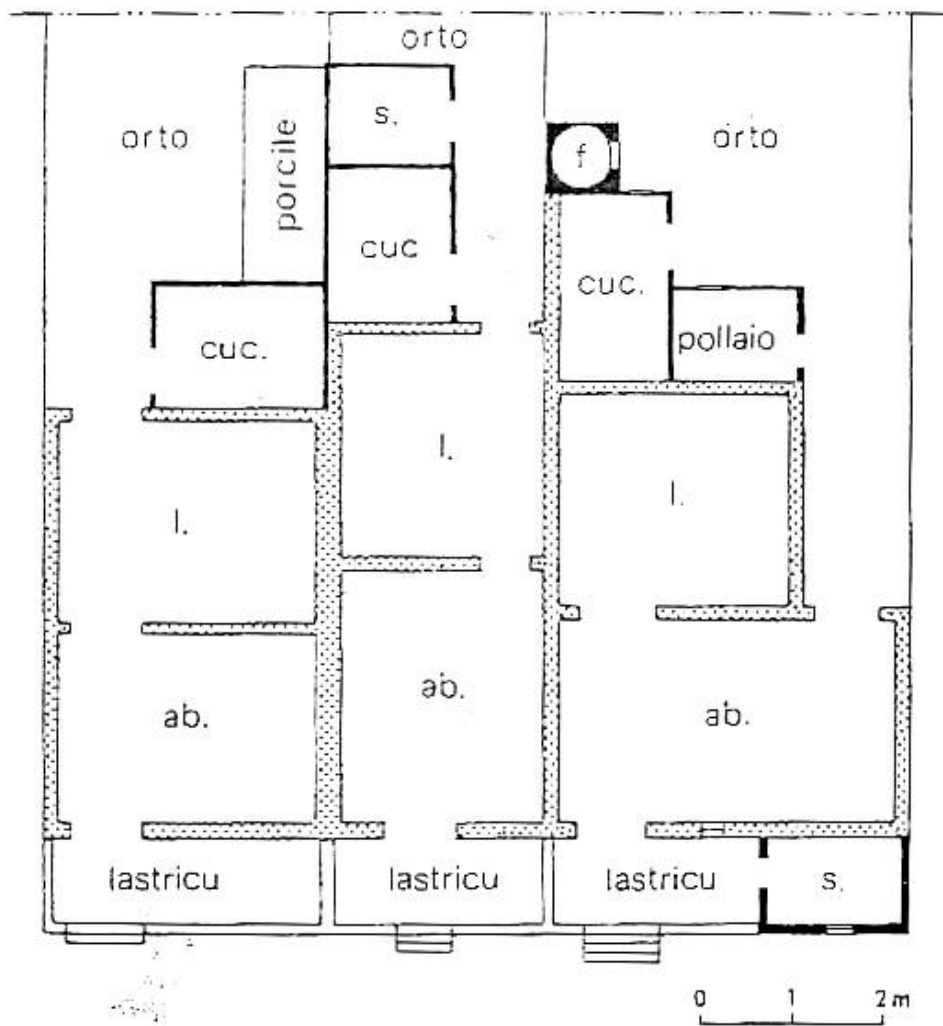 orto
orto
orto
porcile
s.
f
cuc
cuc.
cuc.
pollaio
l.
l.
l.
ab.
ab.
ab.
lastricu
lastricu
lastricu
s.
0 1 2 m